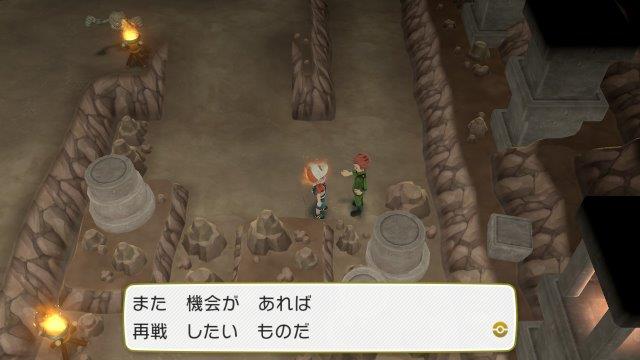 また　機会が　あれば
再戦　したい　ものだ